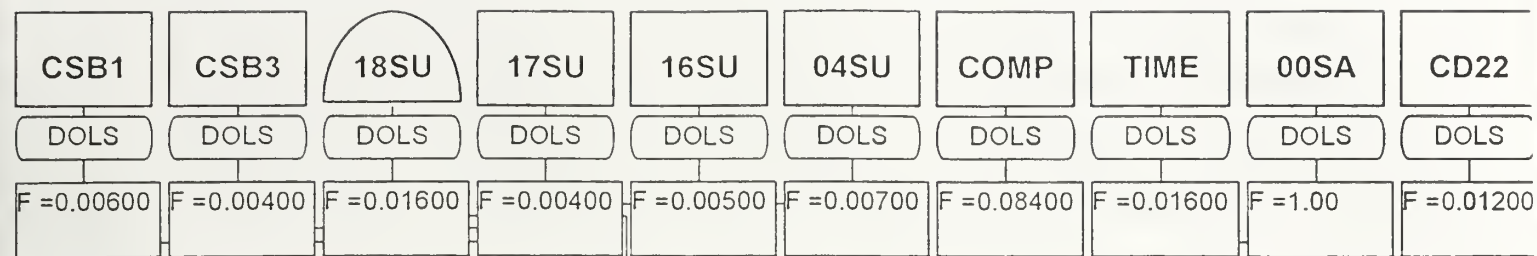 CSB1 CSB3 18SU 17SU 16SU 04SU COMP TIME 00SA CD22
DOLS DOLS DOLS DOLS DOLS DOLS DOLS DOLS DOLS DOLS
F =0.00600 F =0.00400 F =0.01600 F =0.00400 F =0.00500 F =0.00700 F =0.08400 F =0.01600 F =1.00 F =0.01200